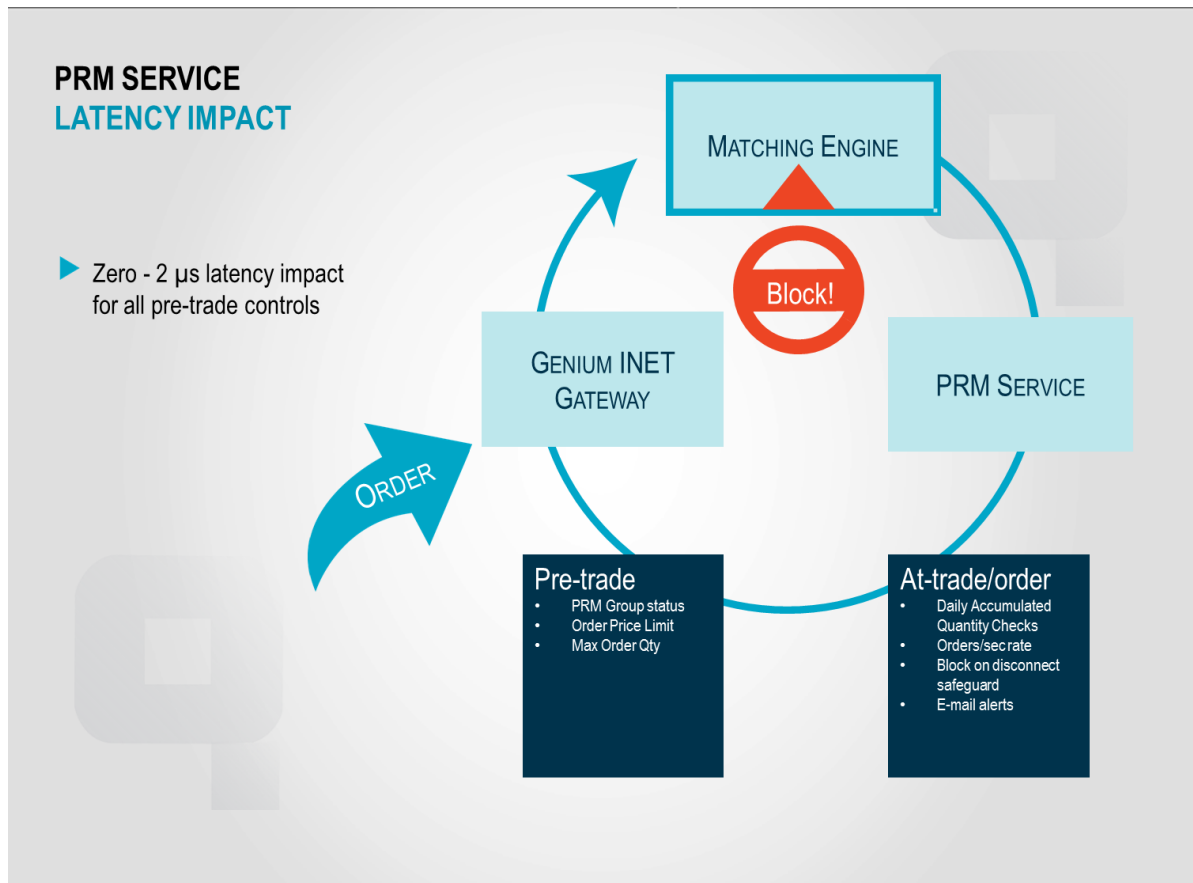 PRM SERVICE
LATENCY IMPACT
Zero - 2 µs latency impact
for all pre-trade controls
MATCHING ENGINE
Block!
GENIUM INET
GATEWAY
PRM SERVICE
ORDER
Pre-trade
• PRM Group status
• Order Price Limit
• Max Order Qty
At-trade/order
• Daily Accumulated
Quantity Checks
• Orders/sec rate
• Block on disconnect
safeguard
• E-mail alerts